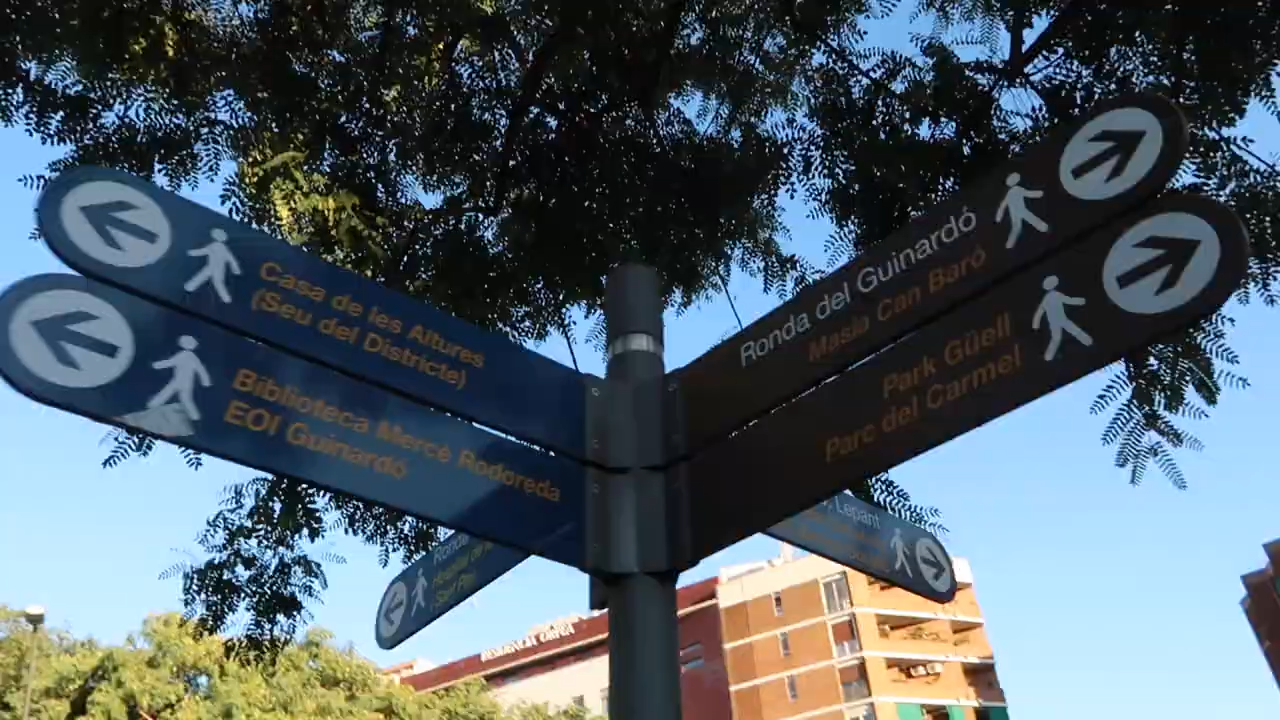 Casa de les Altures
(Seu del Districte)
Biblioteca Mercè Rodoreda
EOI Guinardó
Ronda del Guinardó
Masia Can Baró
Park Güell
Parc del Carmel
Ronda
Lepant